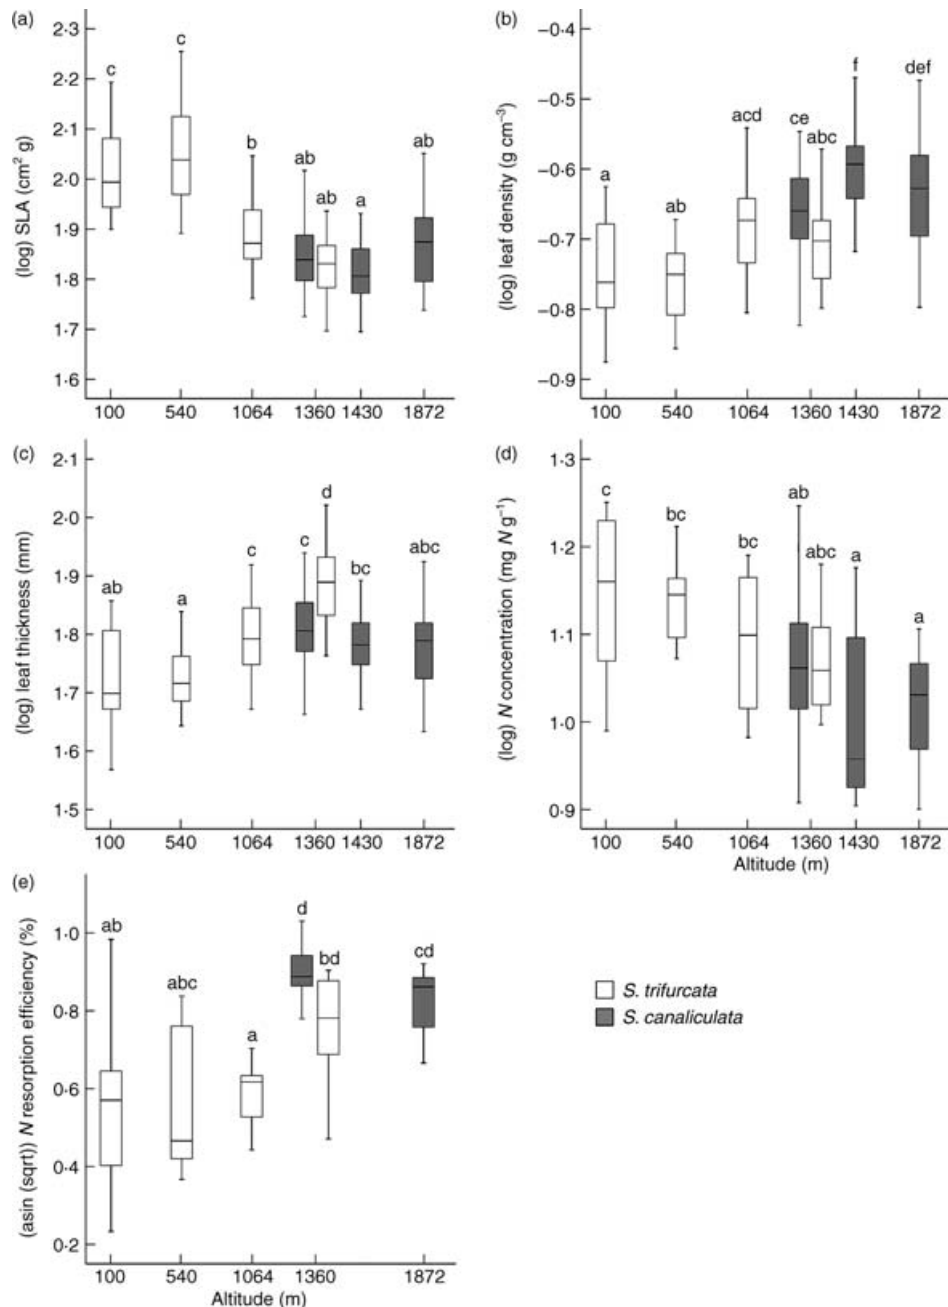 (a)
(log) SLA (cm² g)
2·3
2·2
2·1
2·0
1·9
1·8
1·7
1·6
c
c
b
ab
ab
a
ab
100 540 1064 1360 1430 1872
(b)
(log) leaf density (g cm⁻³)
−0·4
−0·5
−0·6
−0·7
−0·8
−0·9
a
ab
acd
ce
abc
f
def
100 540 1064 1360 1430 1872
(c)
(log) leaf thickness (mm)
2·1
2·0
1·9
1·8
1·7
1·6
1·5
ab
a
c
c
d
bc
abc
100 540 1064 1360 1430 1872
(d)
(log) N concentration (mg N g⁻¹)
1·3
1·2
1·1
1·0
0·9
c
bc
bc
ab
abc
a
a
100 540 1064 1360 1430 1872
Altitude (m)
(e)
(asin (sqrt)) N resorption efficiency (%)
1·0
0·8
0·6
0·4
0·2
ab
abc
a
d
bd
cd
100 540 1064 1360 1872
Altitude (m)
S. trifurcata
S. canaliculata